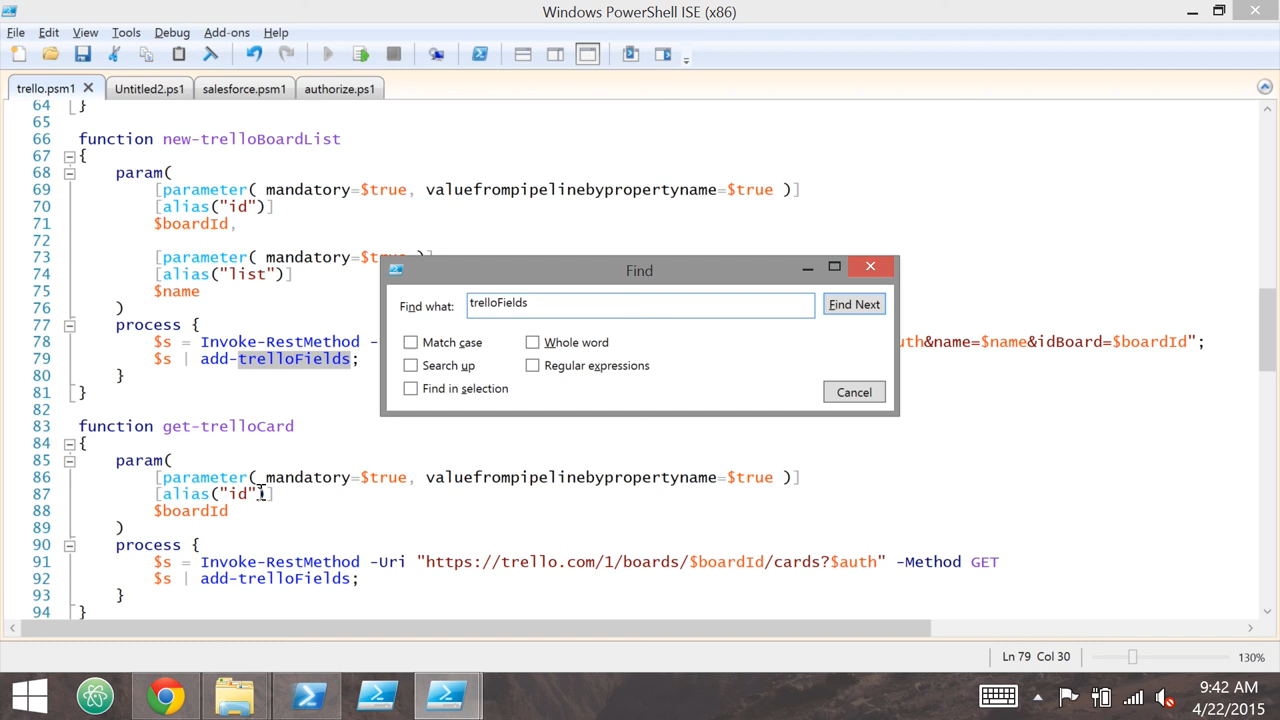 Windows PowerShell ISE (x86)
File Edit View Tools Debug Add-ons Help
trello.psm1 Untitled2.ps1 salesforce.psm1 authorize.ps1
64 }
65
66 function new-trelloBoardList
67 {
68 param(
69 [parameter( mandatory=$true, valuefrompipelinebypropertyname=$true )]
70 [alias("id")]
71 $boardId,
72
73 [parameter( mandatory=$true )]
74 [alias("list")]
75 $name
76 )
77 process {
78 $s = Invoke-RestMethod - uth&name=$name&idBoard=$boardId";
79 $s | add-trelloFields;
80 }
81 }
82
83 function get-trelloCard
84 {
85 param(
86 [parameter( mandatory=$true, valuefrompipelinebypropertyname=$true )]
87 [alias("id")]
88 $boardId
89 )
90 process {
91 $s = Invoke-RestMethod -Uri "https://trello.com/1/boards/$boardId/cards?$auth" -Method GET
92 $s | add-trelloFields;
93 }
94 }
Find
Find what: trelloFields Find Next
Match case Whole word
Search up Regular expressions
Find in selection Cancel
Ln 79 Col 30 130%
9:42 AM
4/22/2015